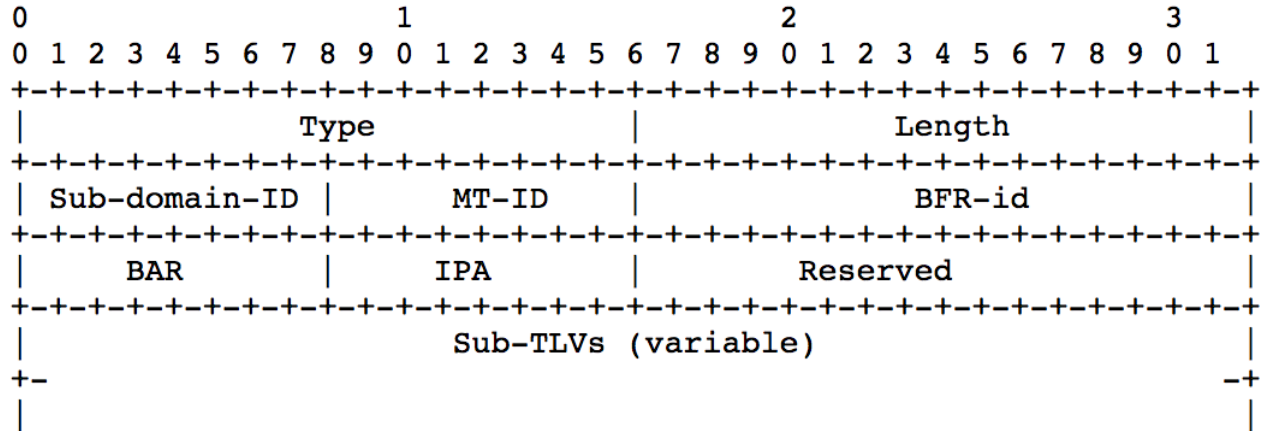 0                   1                   2                   3
0 1 2 3 4 5 6 7 8 9 0 1 2 3 4 5 6 7 8 9 0 1 2 3 4 5 6 7 8 9 0 1
+-+-+-+-+-+-+-+-+-+-+-+-+-+-+-+-+-+-+-+-+-+-+-+-+-+-+-+-+-+-+-+-+
|              Type             |             Length            |
+-+-+-+-+-+-+-+-+-+-+-+-+-+-+-+-+-+-+-+-+-+-+-+-+-+-+-+-+-+-+-+-+
| Sub-domain-ID |      MT-ID    |              BFR-id           |
+-+-+-+-+-+-+-+-+-+-+-+-+-+-+-+-+-+-+-+-+-+-+-+-+-+-+-+-+-+-+-+-+
|     BAR       |     IPA       |        Reserved               |
+-+-+-+-+-+-+-+-+-+-+-+-+-+-+-+-+-+-+-+-+-+-+-+-+-+-+-+-+-+-+-+-+
|                      Sub-TLVs (variable)                      |
+-                                                             -+
|                                                               |